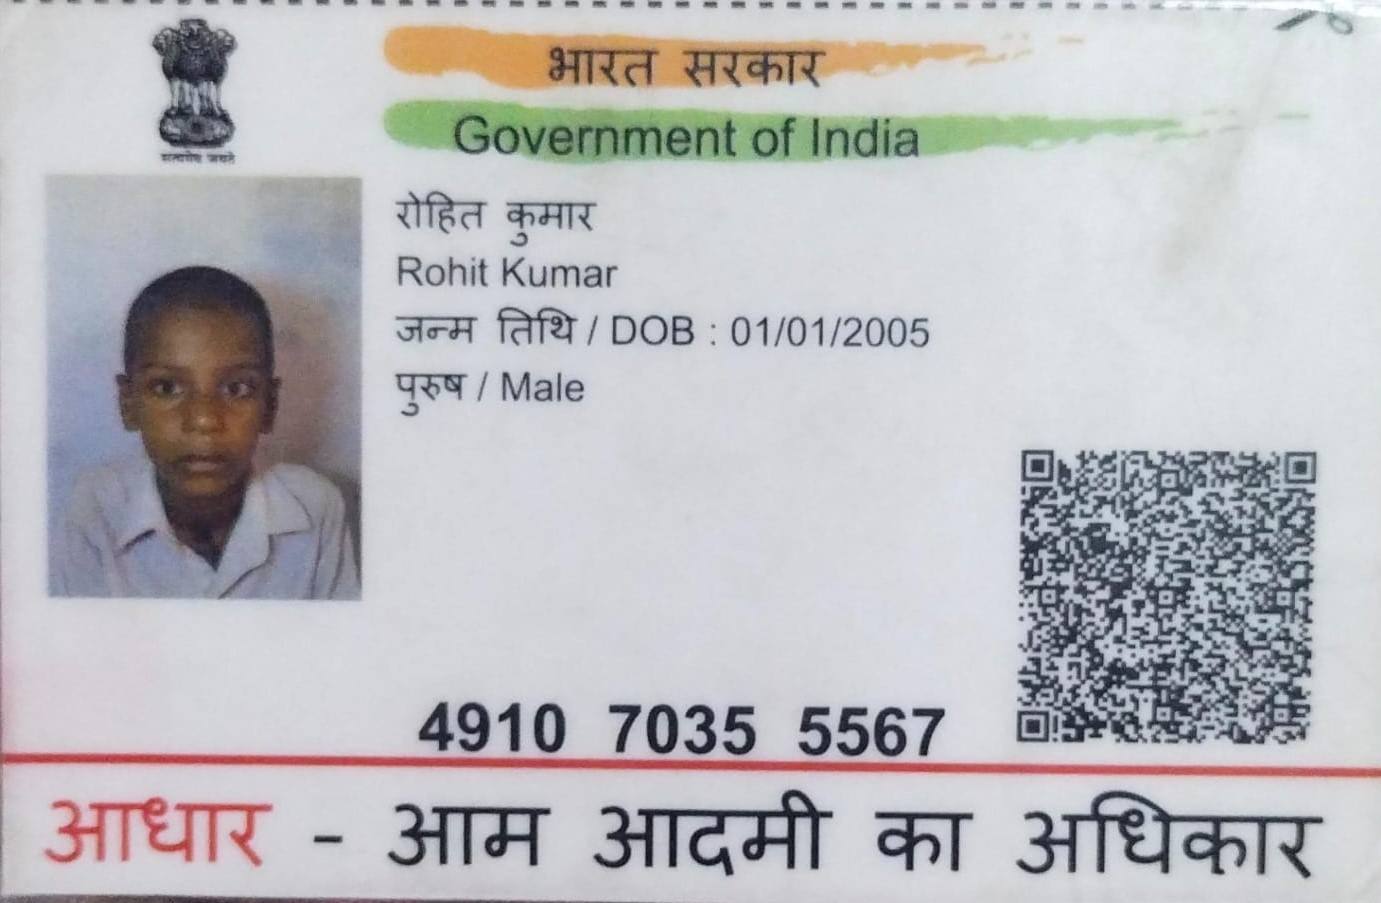 भारत सरकार
Government of India
सत्यमेव जयते
रोहित कुमार
Rohit Kumar
जन्म तिथि / DOB : 01/01/2005
पुरुष / Male
4910 7035 5567
आधार - आम आदमी का अधिकार